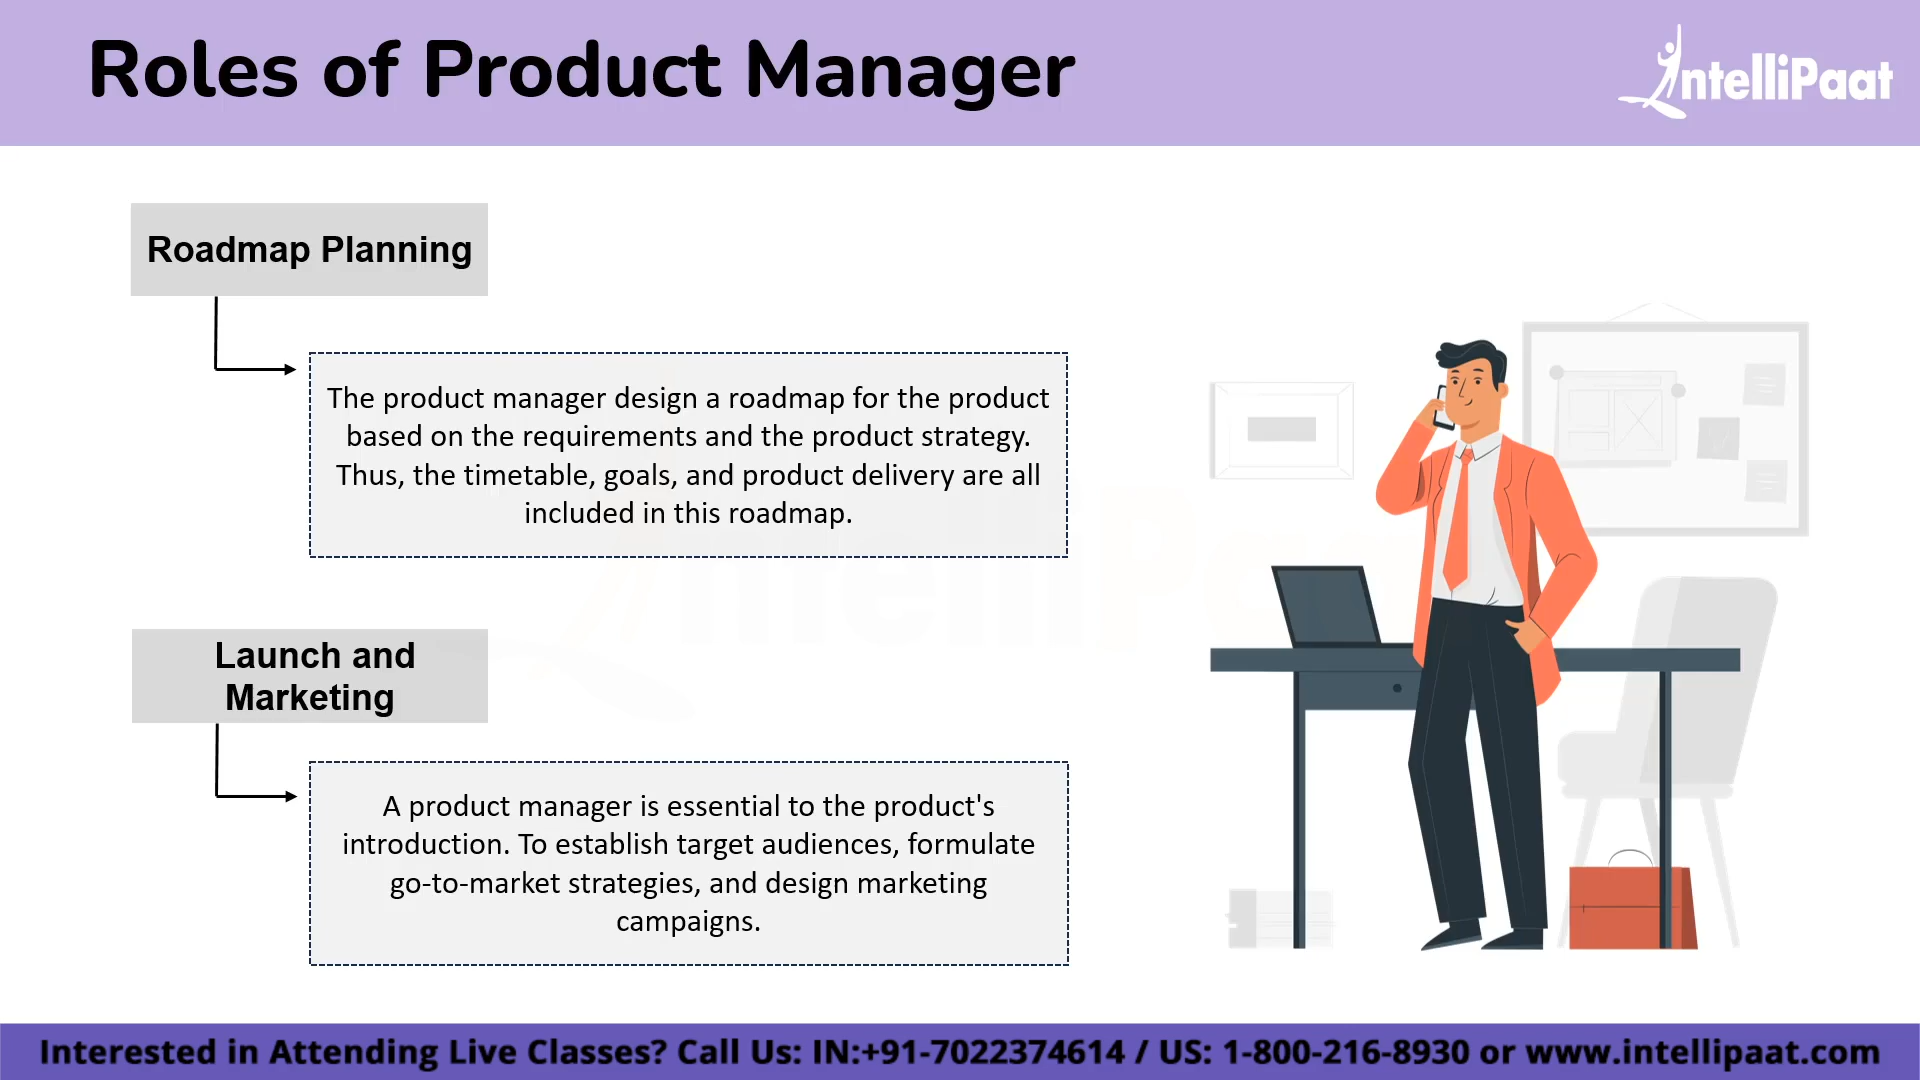 Roles of Product Manager
IntelliPaat
Roadmap Planning
The product manager design a roadmap for the product
based on the requirements and the product strategy.
Thus, the timetable, goals, and product delivery are all
included in this roadmap.
Launch and
Marketing
A product manager is essential to the product's
introduction. To establish target audiences, formulate
go-to-market strategies, and design marketing
campaigns.
IntelliPaat
Interested in Attending Live Classes? Call Us: IN:+91-7022374614 / US: 1-800-216-8930 or www.intellipaat.com